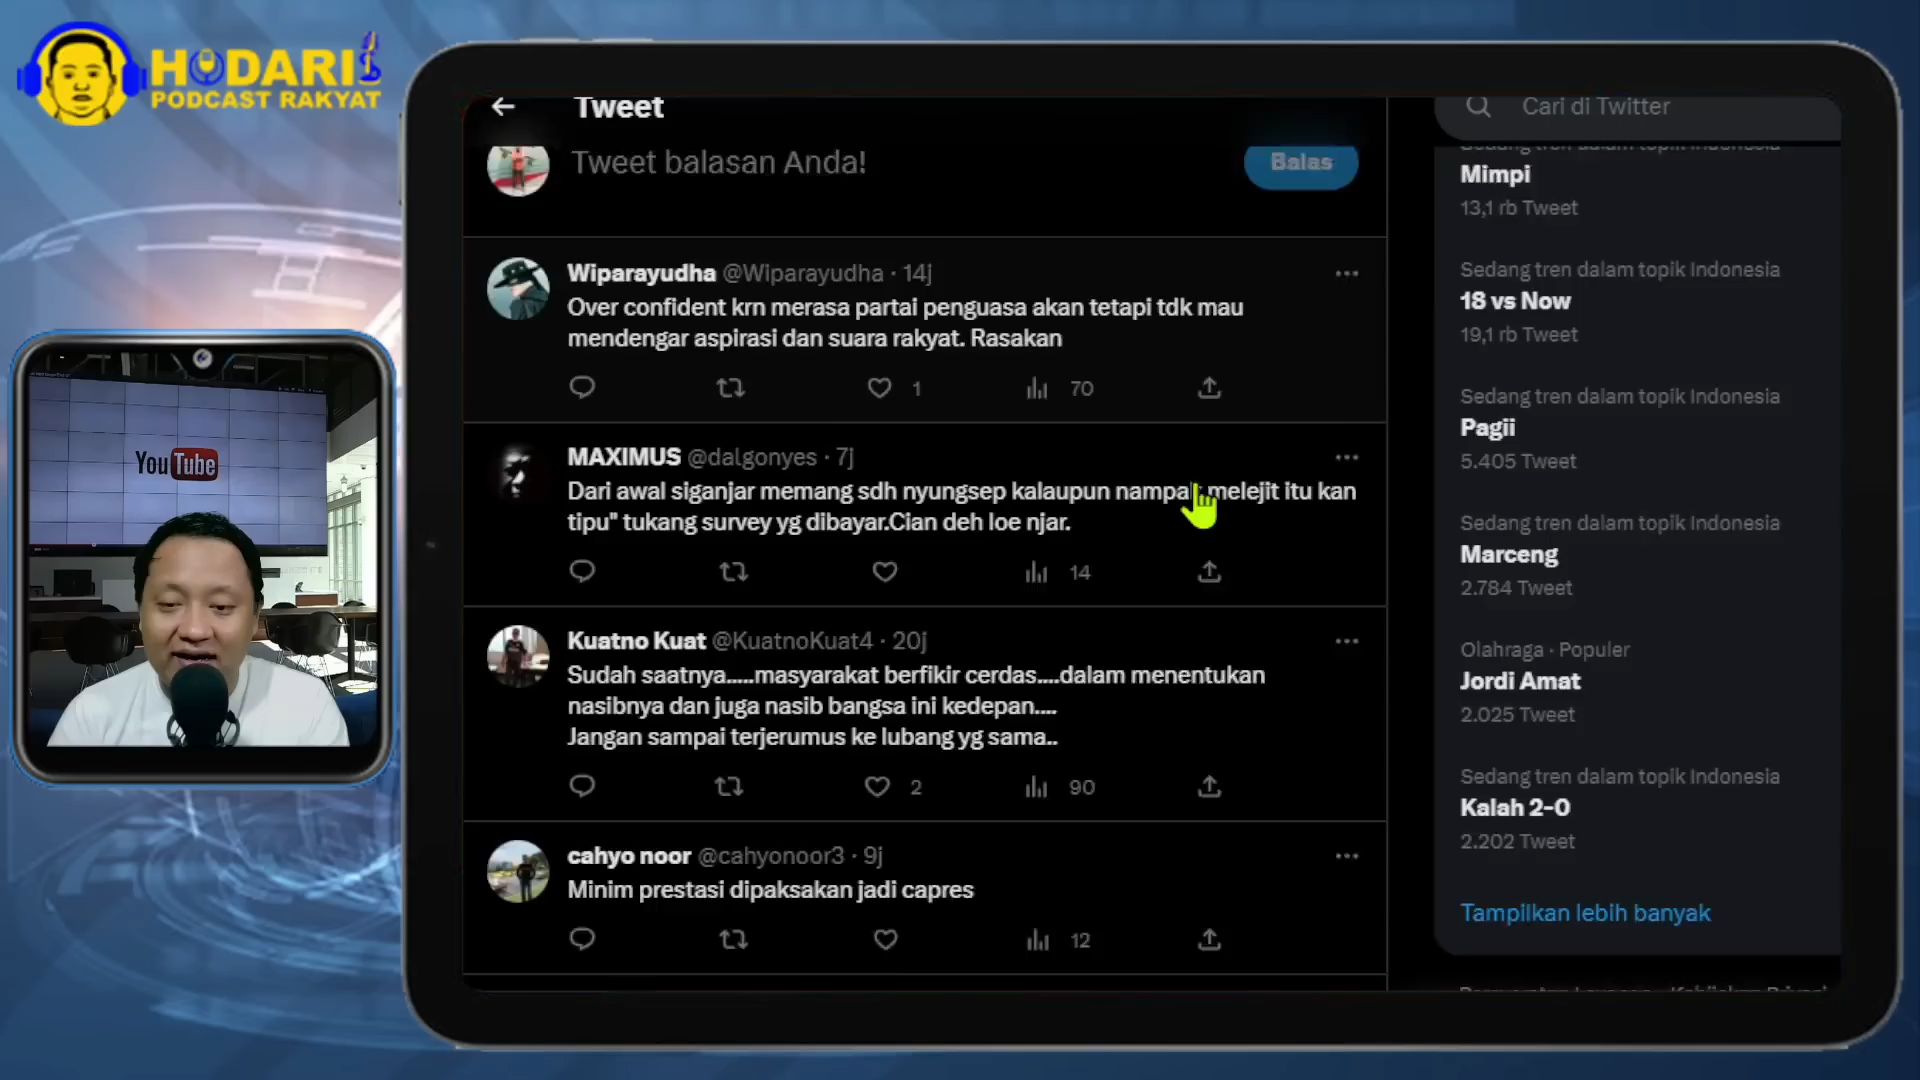 HODARI
PODCAST RAKYAT
YouTube
Tweet
Tweet balasan Anda!
Balas
Wiparayudha @Wiparayudha · 14j
Over confident krn merasa partai penguasa akan tetapi tdk mau
mendengar aspirasi dan suara rakyat. Rasakan
1
70
MAXIMUS @dalgonyes · 7j
Dari awal siganjar memang sdh nyungsep kalaupun nampak melejit itu kan
tipu" tukang survey yg dibayar.Cian deh loe njar.
14
Kuatno Kuat @KuatnoKuat4 · 20j
Sudah saatnya.....masyarakat berfikir cerdas....dalam menentukan
nasibnya dan juga nasib bangsa ini kedepan....
Jangan sampai terjerumus ke lubang yg sama..
2
90
cahyo noor @cahyonoor3 · 9j
Minim prestasi dipaksakan jadi capres
12
Cari di Twitter
Sedang tren dalam topik Indonesia
Mimpi
13,1 rb Tweet
Sedang tren dalam topik Indonesia
18 vs Now
19,1 rb Tweet
Sedang tren dalam topik Indonesia
Pagii
5.405 Tweet
Sedang tren dalam topik Indonesia
Marceng
2.784 Tweet
Olahraga · Populer
Jordi Amat
2.025 Tweet
Sedang tren dalam topik Indonesia
Kalah 2-0
2.202 Tweet
Tampilkan lebih banyak